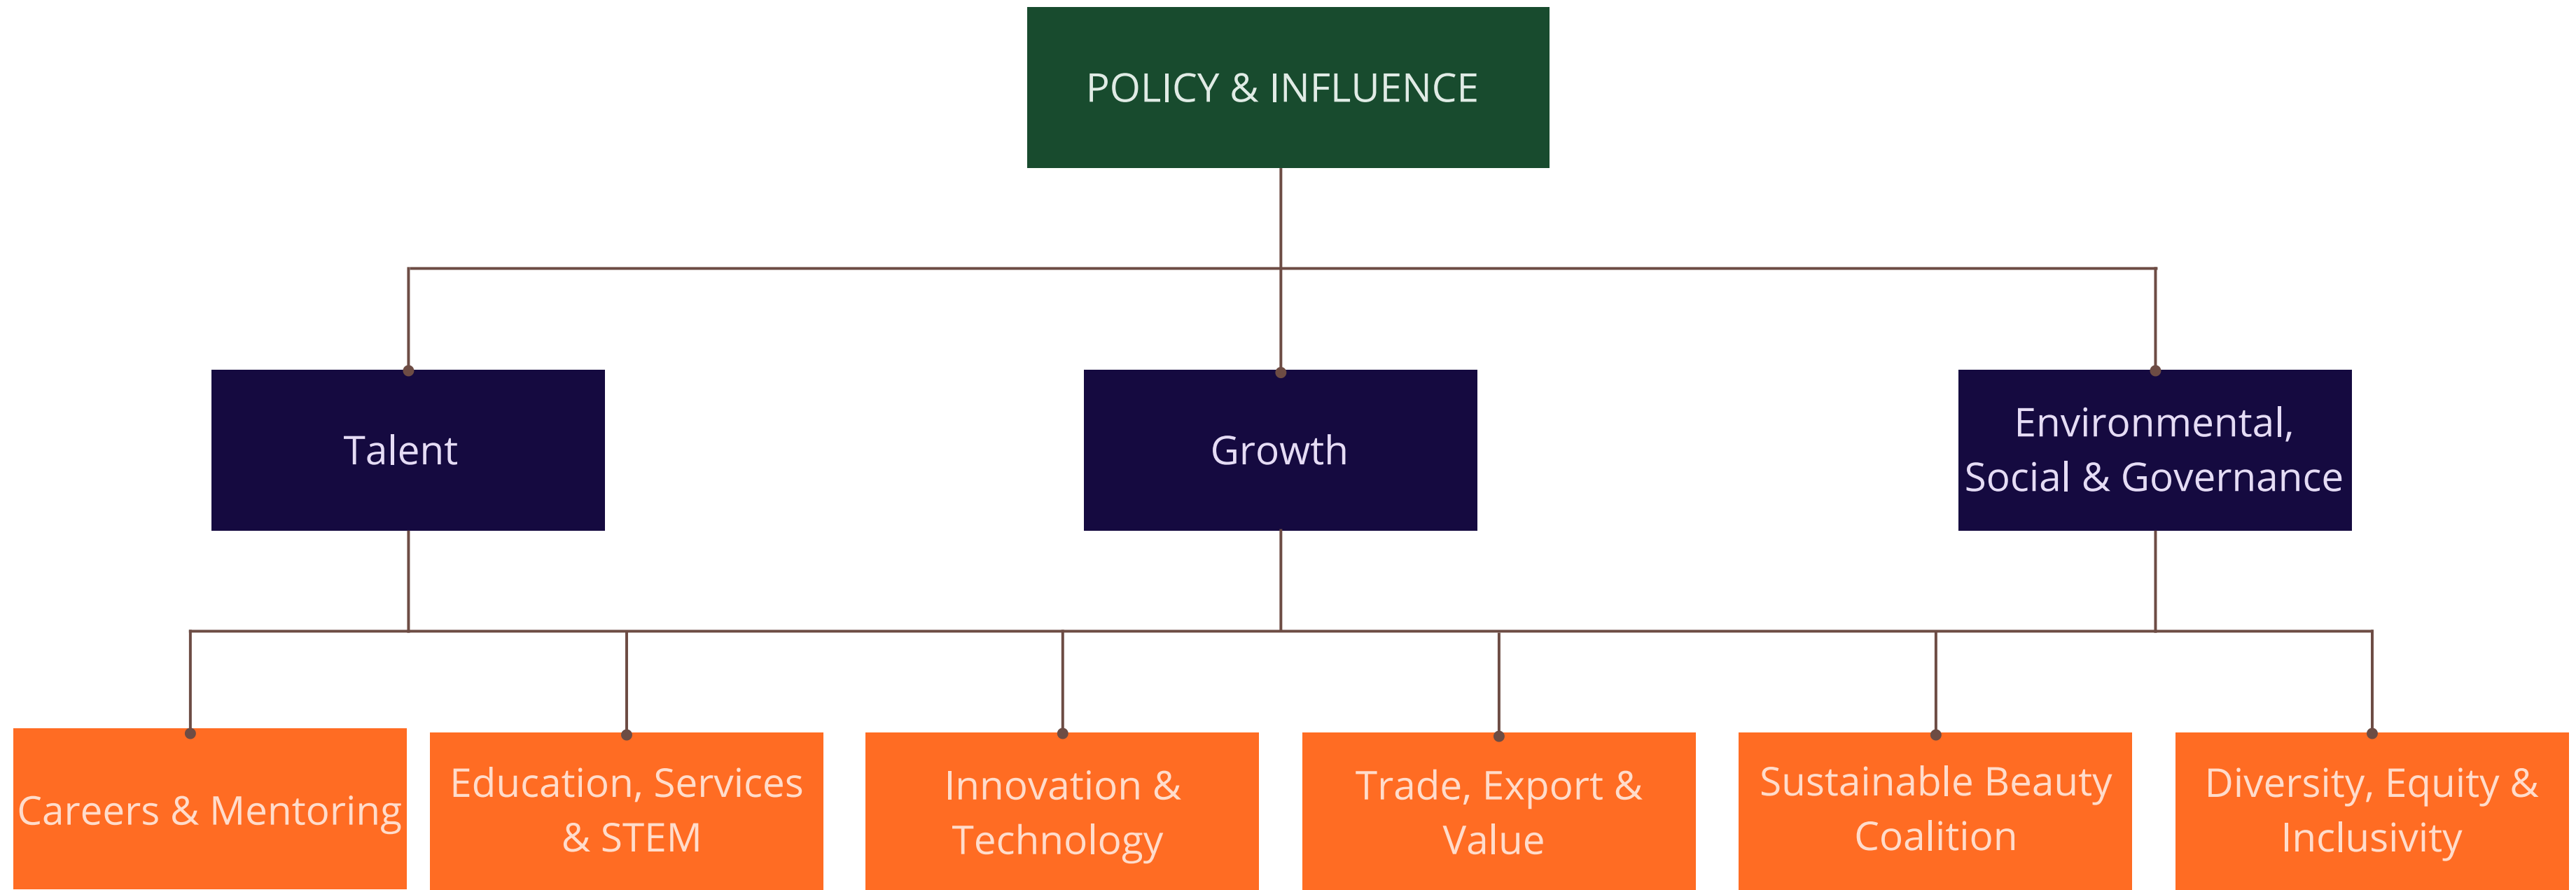 POLICY & INFLUENCE
Talent
Growth
Environmental,
Social & Governance
Careers & Mentoring
Education, Services
& STEM
Innovation &
Technology
Trade, Export &
Value
Sustainable Beauty
Coalition
Diversity, Equity &
Inclusivity